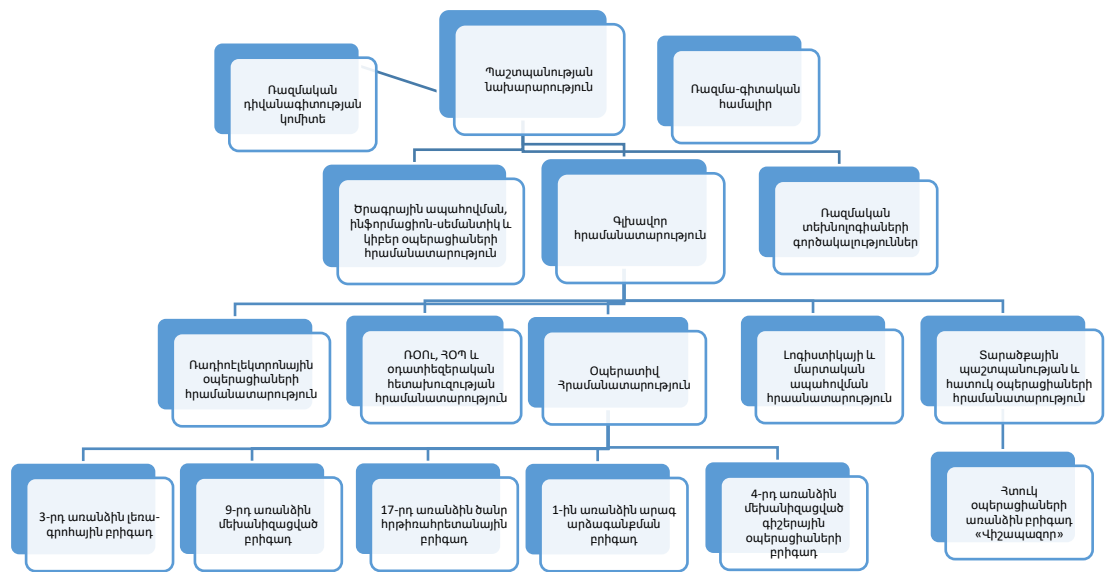 Ռազմական
դիվանագիտության
կոմիտե
Պաշտպանության
նախարարություն
Ռազմա-գիտական
համալիր
Ծրագրային ապահովման,
ինֆորմացիոն-սեմանտիկ և
կիբեր օպերացիաների
հրամանատարություն
Գլխավոր
հրամանատարություն
Ռազմական
տեխնոլոգիաների
գործակալություններ
Ռադիոէլեկտրոնային
օպերացիաների
հրամանատարություն
ՌՕՈւ, ՀՕՊ և
օդատիեզերական
հետախուզության
հրամանատարություն
Օպերատիվ
Հրամանատարություն
Լոգիստիկայի և
մարտական
ապահովման
հրաանատարություն
Տարածքային
պաշտպանության և
հատուկ օպերացիաների
հրամանատարություն
3-րդ առանձին լեռա-
գրոհային բրիգադ
9-րդ առանձին
մեխանիզացված
բրիգադ
17-րդ առանձին ծանր
հրթիռահրետանային
բրիգադ
1-ին առանձին արագ
արձագանքման
բրիգադ
4-րդ առանձին
մեխանիզացված
գիշերային
օպերացիաների
բրիգադ
Հտուկ
օպերացիաների
առանձին բրիգադ
«Վիշապազոր»